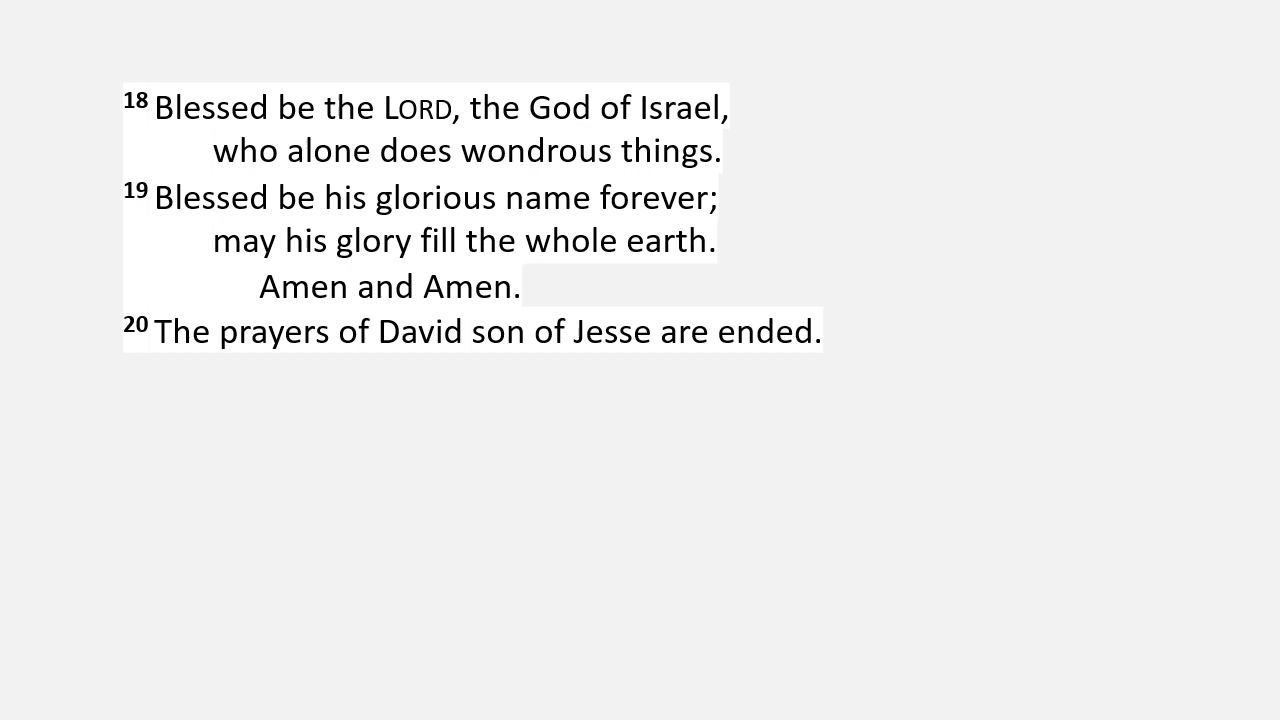 18 Blessed be the LORD, the God of Israel,
who alone does wondrous things.
19 Blessed be his glorious name forever;
may his glory fill the whole earth.
Amen and Amen.
20 The prayers of David son of Jesse are ended.